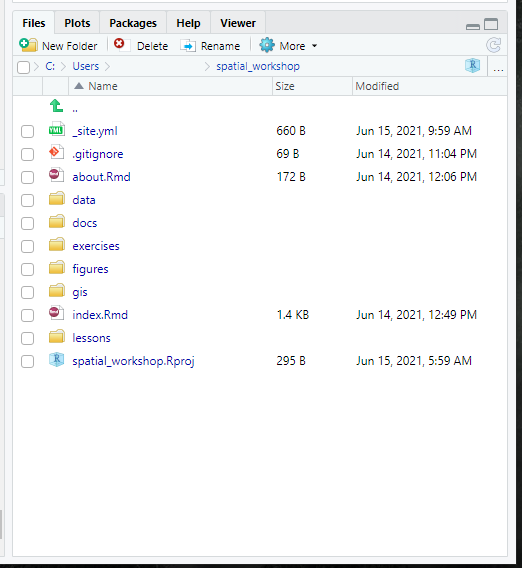 Files Plots Packages Help Viewer
New Folder Delete Rename More
C: Users spatial_workshop ...
Name Size Modified
..
YML _site.yml 660 B Jun 15, 2021, 9:59 AM
.gitignore 69 B Jun 14, 2021, 11:04 PM
about.Rmd 172 B Jun 14, 2021, 12:06 PM
data
docs
exercises
figures
gis
index.Rmd 1.4 KB Jun 14, 2021, 12:49 PM
lessons
R spatial_workshop.Rproj 295 B Jun 15, 2021, 5:59 AM